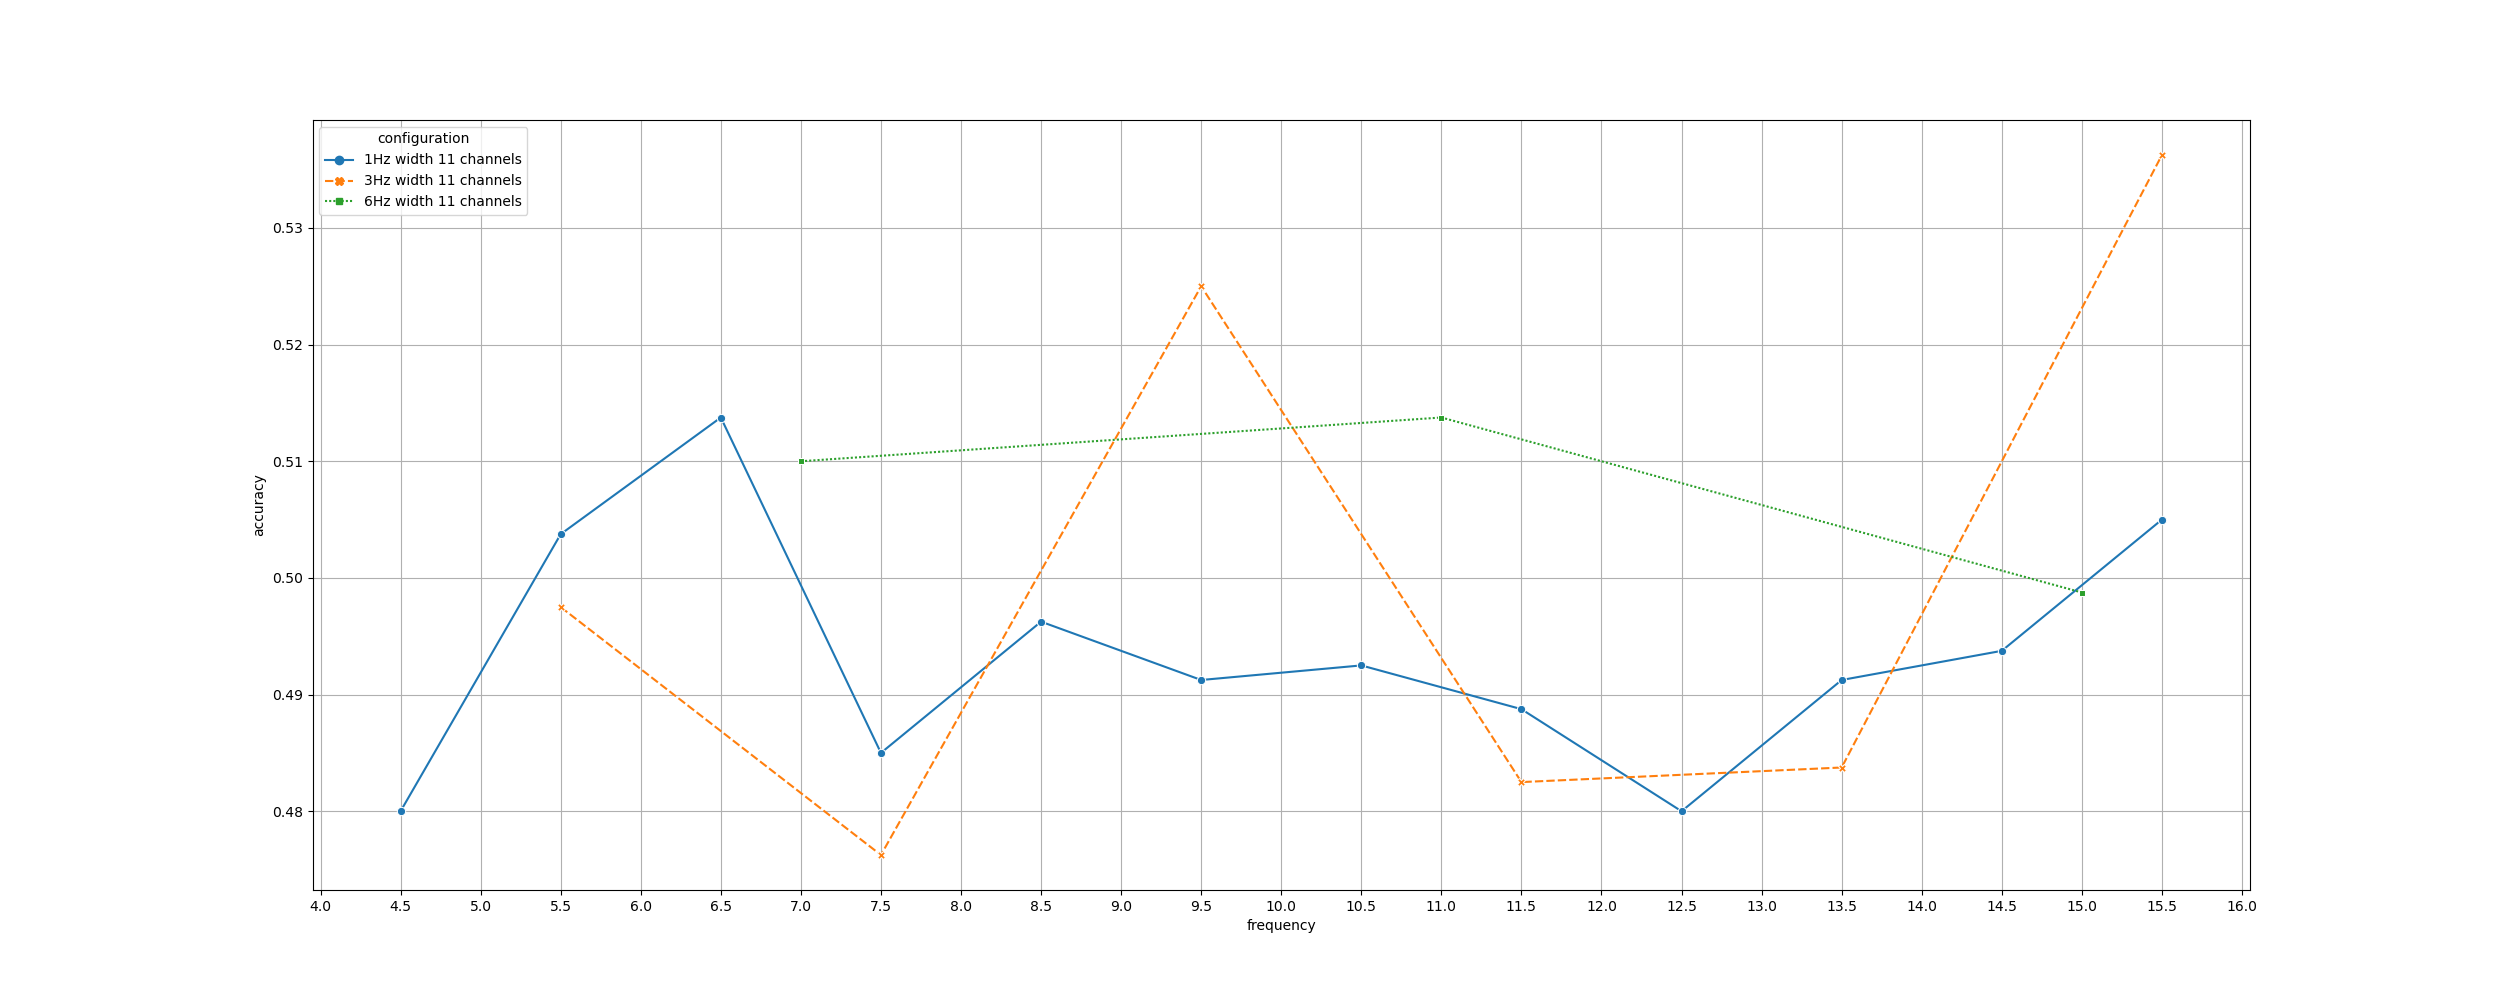 configuration
1Hz width 11 channels
3Hz width 11 channels
6Hz width 11 channels
0.53
0.52
0.51
0.50
0.49
0.48
accuracy
4.0 4.5 5.0 5.5 6.0 6.5 7.0 7.5 8.0 8.5 9.0 9.5 10.0 10.5 11.0 11.5 12.0 12.5 13.0 13.5 14.0 14.5 15.0 15.5 16.0
frequency